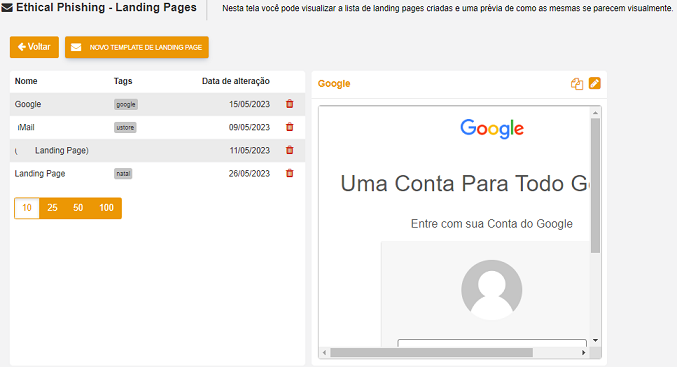 Ethical Phishing - Landing Pages
Nesta tela você pode visualizar a lista de landing pages criadas e uma prévia de como as mesmas se parecem visualmente.
Voltar
NOVO TEMPLATE DE LANDING PAGE
Nome Tags Data de alteração
Google google 15/05/2023
Mail ustore 09/05/2023
( Landing Page) 11/05/2023
Landing Page natal 26/05/2023
10 25 50 100
Google
Google
Uma Conta Para Todo G
Entre com sua Conta do Google